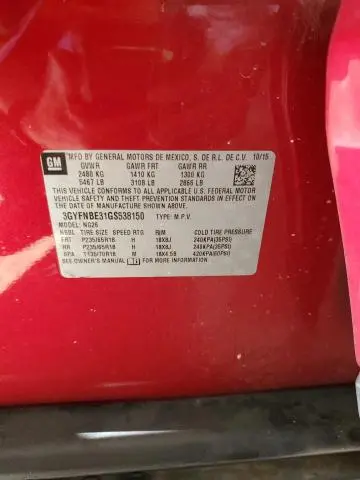 GM
MFD BY GENERAL MOTORS DE MEXICO, S. DE R.L. DE C.V. 10/15
GVWR GAWR FRT GAWR RR
2480 KG 1410 KG 1300 KG
5467 LB 3108 LB 2866 LB
THIS VEHICLE CONFORMS TO ALL APPLICABLE U.S. FEDERAL MOTOR
VEHICLE SAFETY, BUMPER, AND THEFT PREVENTION STANDARDS
IN EFFECT ON THE DATE OF MANUFACTURE SHOWN ABOVE.
3GYFNBE31GS538150 TYPE: M.P.V.
MODEL: NG26
TIRE SIZE SPEED RTG RIM COLD TIRE PRESSURE
FRT P235/65R18 H 18X8J 240KPA(35PSI)
RR P235/65R18 H 18X8J 240KPA(35PSI)
SPA T135/70R18 M 18X4.5B 420KPA(60PSI)
SEE OWNER'S MANUAL FOR MORE INFORMATION.